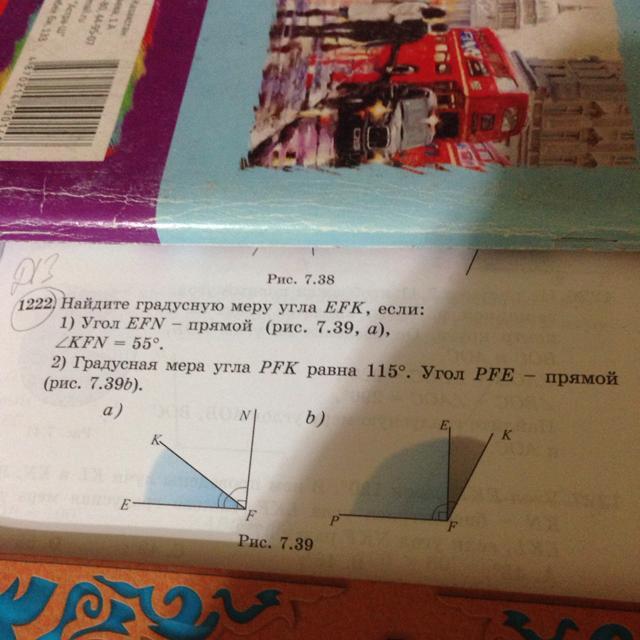 Рис. 7.38
Д/З
1222. Найдите градусную меру угла EFK, если:
1) Угол EFN – прямой (рис. 7.39, a),
∠KFN = 55°.
2) Градусная мера угла PFK равна 115°. Угол PFE – прямой
(рис. 7.39b).
a)
N
K
E
F
b)
E
K
P
F
Рис. 7.39